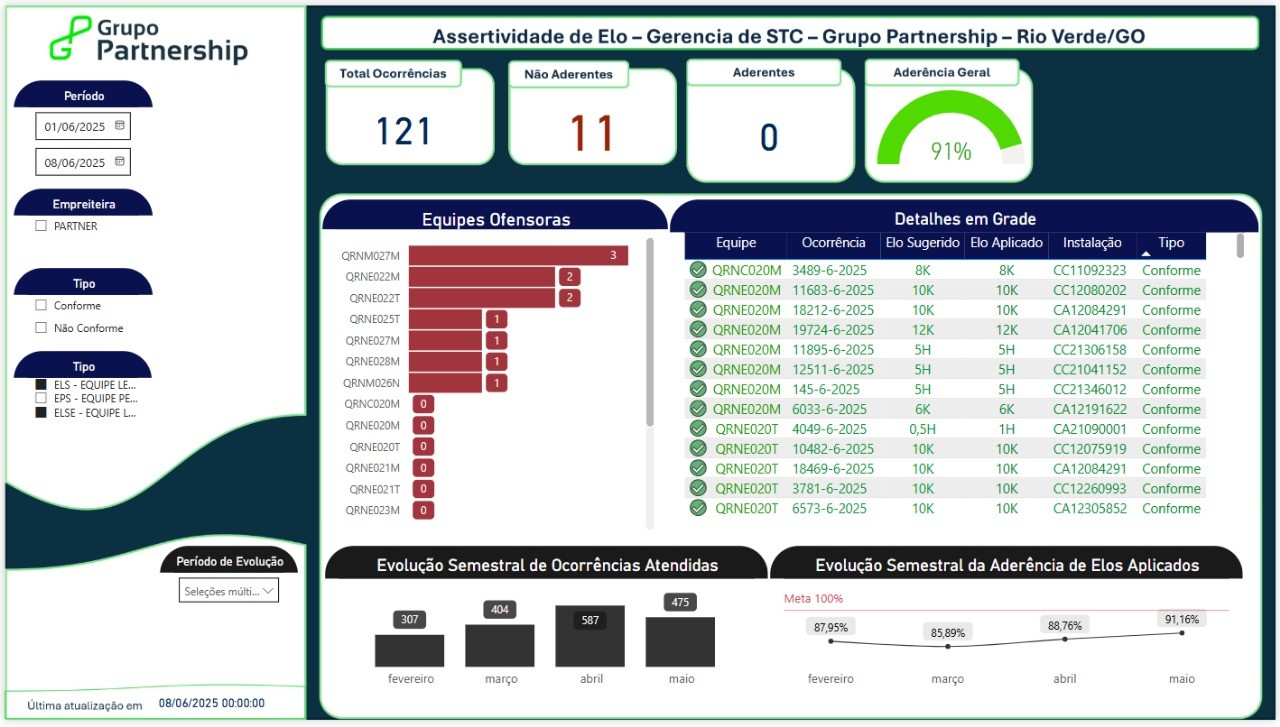 Grupo
Partnership
Período
01/06/2025
08/06/2025
Empreiteira
PARTNER
Tipo
Conforme
Não Conforme
Tipo
ELS - EQUIPE LE...
EPS - EQUIPE PE...
ELSE - EQUIPE L...
Período de Evolução
Seleções múlti...
Última atualização em 08/06/2025 00:00:00
Assertividade de Elo – Gerencia de STC – Grupo Partnership – Rio Verde/GO
Total Ocorrências
121
Não Aderentes
11
Aderentes
0
Aderência Geral
91%
Equipes Ofensoras
QRNM027M 3
QRNE022M 2
QRNE022T 2
QRNE025T 1
QRNE027M 1
QRNE028M 1
QRNM026N 1
QRNC020M 0
QRNE020M 0
QRNE020T 0
QRNE021M 0
QRNE021T 0
QRNE023M 0
Detalhes em Grade
Equipe Ocorrência Elo Sugerido Elo Aplicado Instalação Tipo
QRNC020M 3489-6-2025 8K 8K CC11092323 Conforme
QRNE020M 11683-6-2025 10K 10K CC12080202 Conforme
QRNE020M 18212-6-2025 10K 10K CA12084291 Conforme
QRNE020M 19724-6-2025 12K 12K CA12041706 Conforme
QRNE020M 11895-6-2025 5H 5H CC21306158 Conforme
QRNE020M 12511-6-2025 5H 5H CC21041152 Conforme
QRNE020M 145-6-2025 5H 5H CC21346012 Conforme
QRNE020M 6033-6-2025 6K 6K CA12191622 Conforme
QRNE020T 4049-6-2025 0,5H 1H CA21090001 Conforme
QRNE020T 10482-6-2025 10K 10K CC12075919 Conforme
QRNE020T 18469-6-2025 10K 10K CA12084291 Conforme
QRNE020T 3781-6-2025 10K 10K CC12260993 Conforme
QRNE020T 6573-6-2025 10K 10K CA12305852 Conforme
Evolução Semestral de Ocorrências Atendidas
307 404 587 475
fevereiro março abril maio
Evolução Semestral da Aderência de Elos Aplicados
Meta 100%
87,95% 85,89% 88,76% 91,16%
fevereiro março abril maio